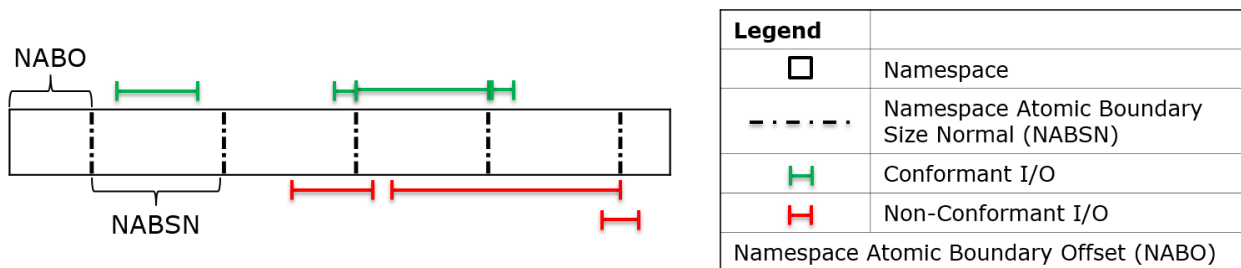 NABO
NABSN
Legend
Namespace
Namespace Atomic Boundary
Size Normal (NABSN)
Conformant I/O
Non-Conformant I/O
Namespace Atomic Boundary Offset (NABO)